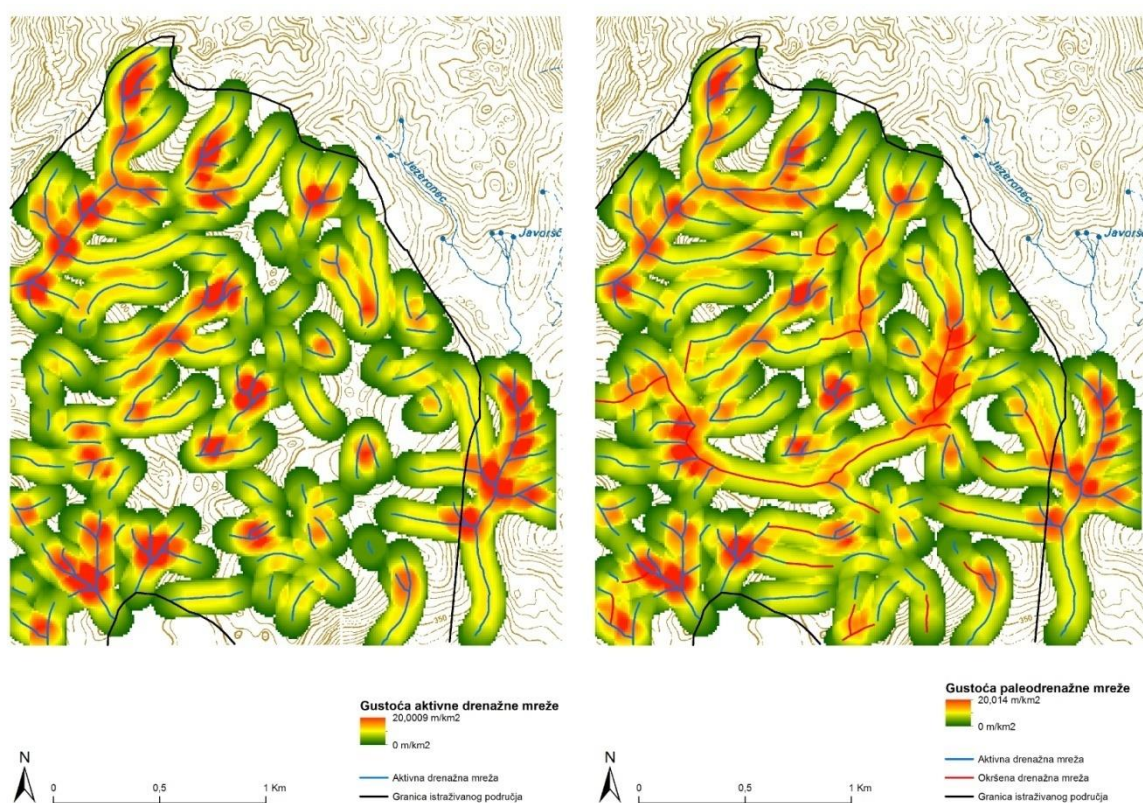 Jezeronec
Javoršć
350
Gustoća aktivne drenažne mreže
20,0009 m/km2
0 m/km2
Aktivna drenažna mreža
Granica istraživanog područja
N
0
0,5
1 Km
Jezeronec
Javoršć
350
Gustoća paleodrenažne mreže
20,014 m/km2
0 m/km2
Aktivna drenažna mreža
Okršena drenažna mreža
Granica istraživanog područja
N
0
0,5
1 Km